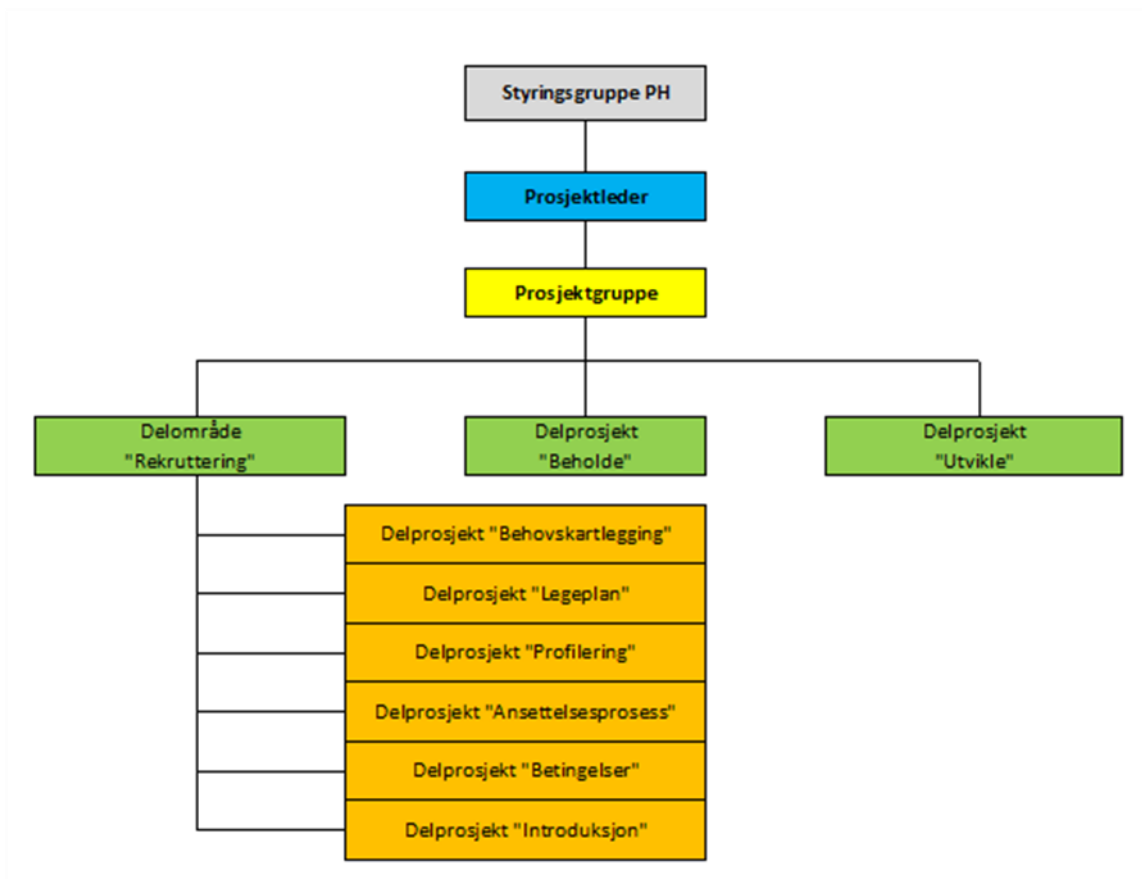 Styringsgruppe PH
Prosjektleder
Prosjektgruppe
Delområde
"Rekruttering"
Delprosjekt
"Beholde"
Delprosjekt
"Utvikle"
Delprosjekt "Behovskartlegging"
Delprosjekt "Legeplan"
Delprosjekt "Profilering"
Delprosjekt "Ansettelsesprosess"
Delprosjekt "Betingelser"
Delprosjekt "Introduksjon"